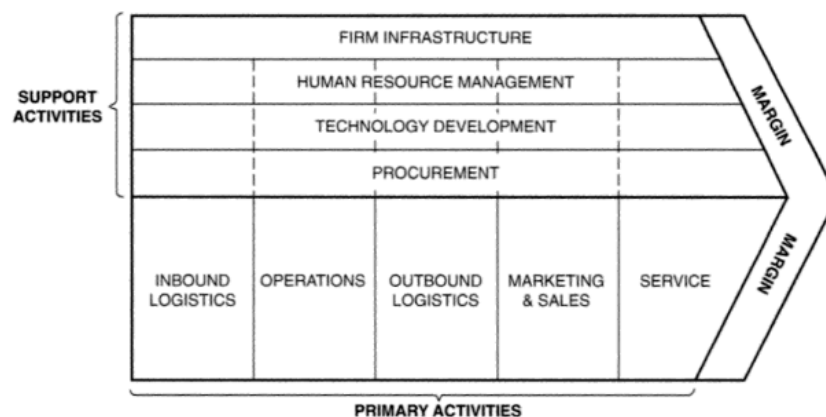 FIRM INFRASTRUCTURE
HUMAN RESOURCE MANAGEMENT
SUPPORT
ACTIVITIES
TECHNOLOGY DEVELOPMENT
PROCUREMENT
MARGIN
MARGIN
INBOUND
LOGISTICS
OPERATIONS
OUTBOUND
LOGISTICS
MARKETING
& SALES
SERVICE
PRIMARY ACTIVITIES